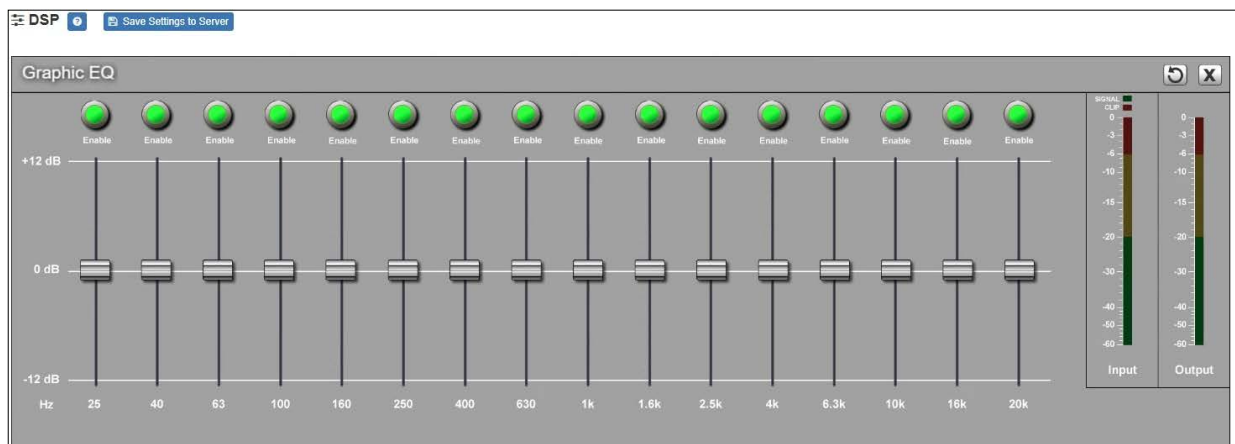 DSP ? Save Settings to Server
Graphic EQ X
SIGNAL
CLIP
Enable Enable Enable Enable Enable Enable Enable Enable Enable Enable Enable Enable Enable Enable Enable Enable
+12 dB
0 dB
-12 dB
Hz 25 40 63 100 160 250 400 630 1k 1.6k 2.5k 4k 6.3k 10k 16k 20k
0 0
-3 -3
-6 -6
-10 -10
-15 -15
-20 -20
-30 -30
-40 -40
-50 -50
-60 -60
Input Output